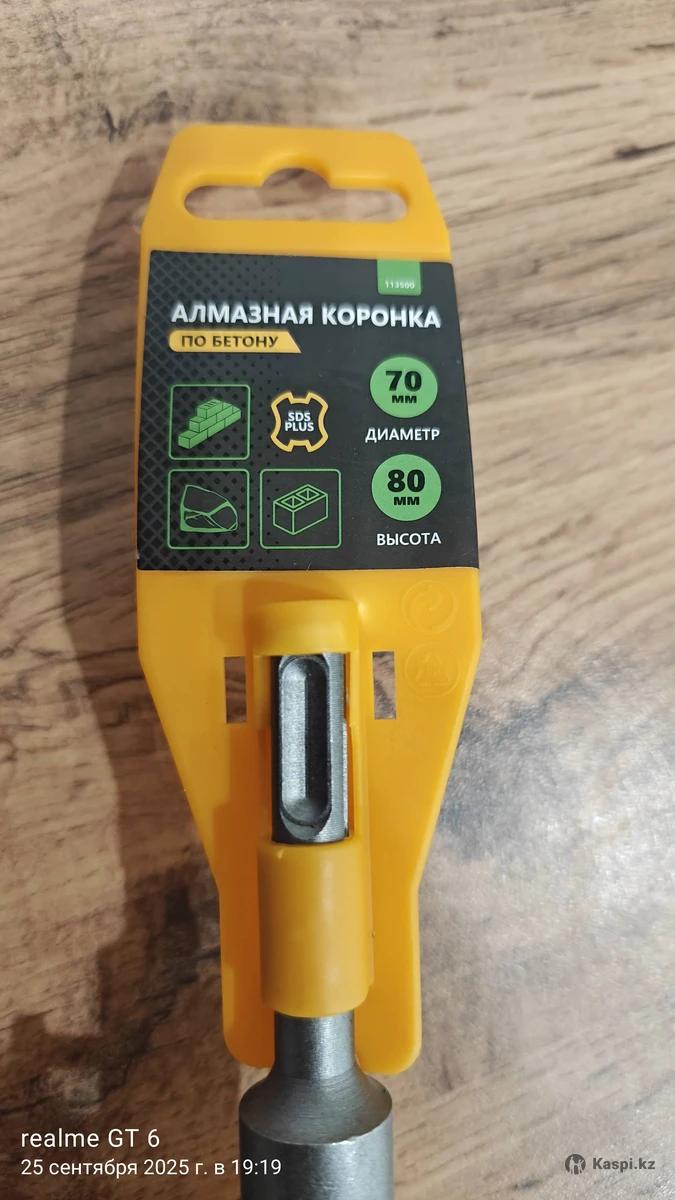 113500
АЛМАЗНАЯ КОРОНКА
ПО БЕТОНУ
70
ММ
ДИАМЕТР
SDS
PLUS
80
ММ
ВЫСОТА
realme GT 6
25 сентября 2025 г. в 19:19
Kaspi.kz